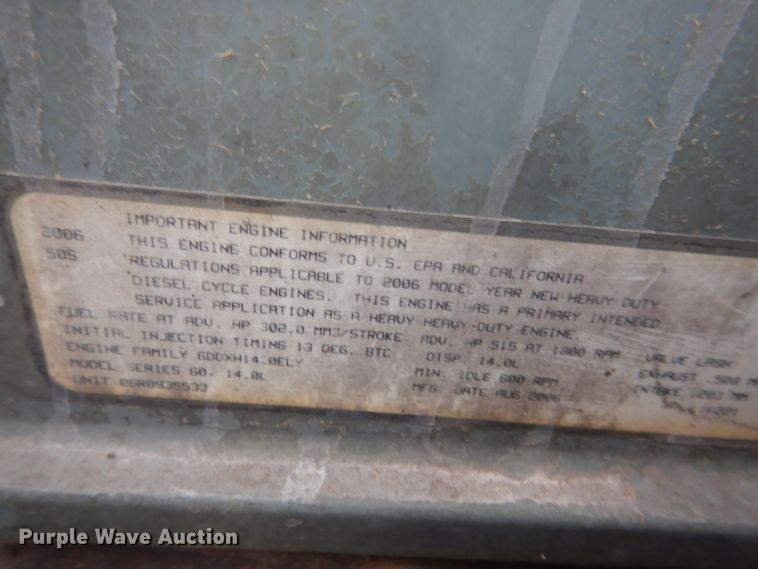 IMPORTANT ENGINE INFORMATION
2006 THIS ENGINE CONFORMS TO U.S. EPA AND CALIFORNIA
50S REGULATIONS APPLICABLE TO 2006 MODEL YEAR NEW HEAVY DUTY
DIESEL CYCLE ENGINES. THIS ENGINE HAS A PRIMARY INTENDED
SERVICE APPLICATION AS A HEAVY HEAVY-DUTY ENGINE.
FUEL RATE AT ADV. HP 302.0 MM3/STROKE ADV. HP 515 AT 1800 RPM VALVE LASH
INITIAL INJECTION TIMING 13 DEG. BTC DISP. 14.0L EXHAUST .508 M
ENGINE FAMILY 6DDXH14.0ELY MIN. IDLE 600 RPM INTAKE .203 MM
MODEL SERIES 60, 14.0L MFG. DATE AUG 2006
UNIT 06R0935533
Purple Wave Auction